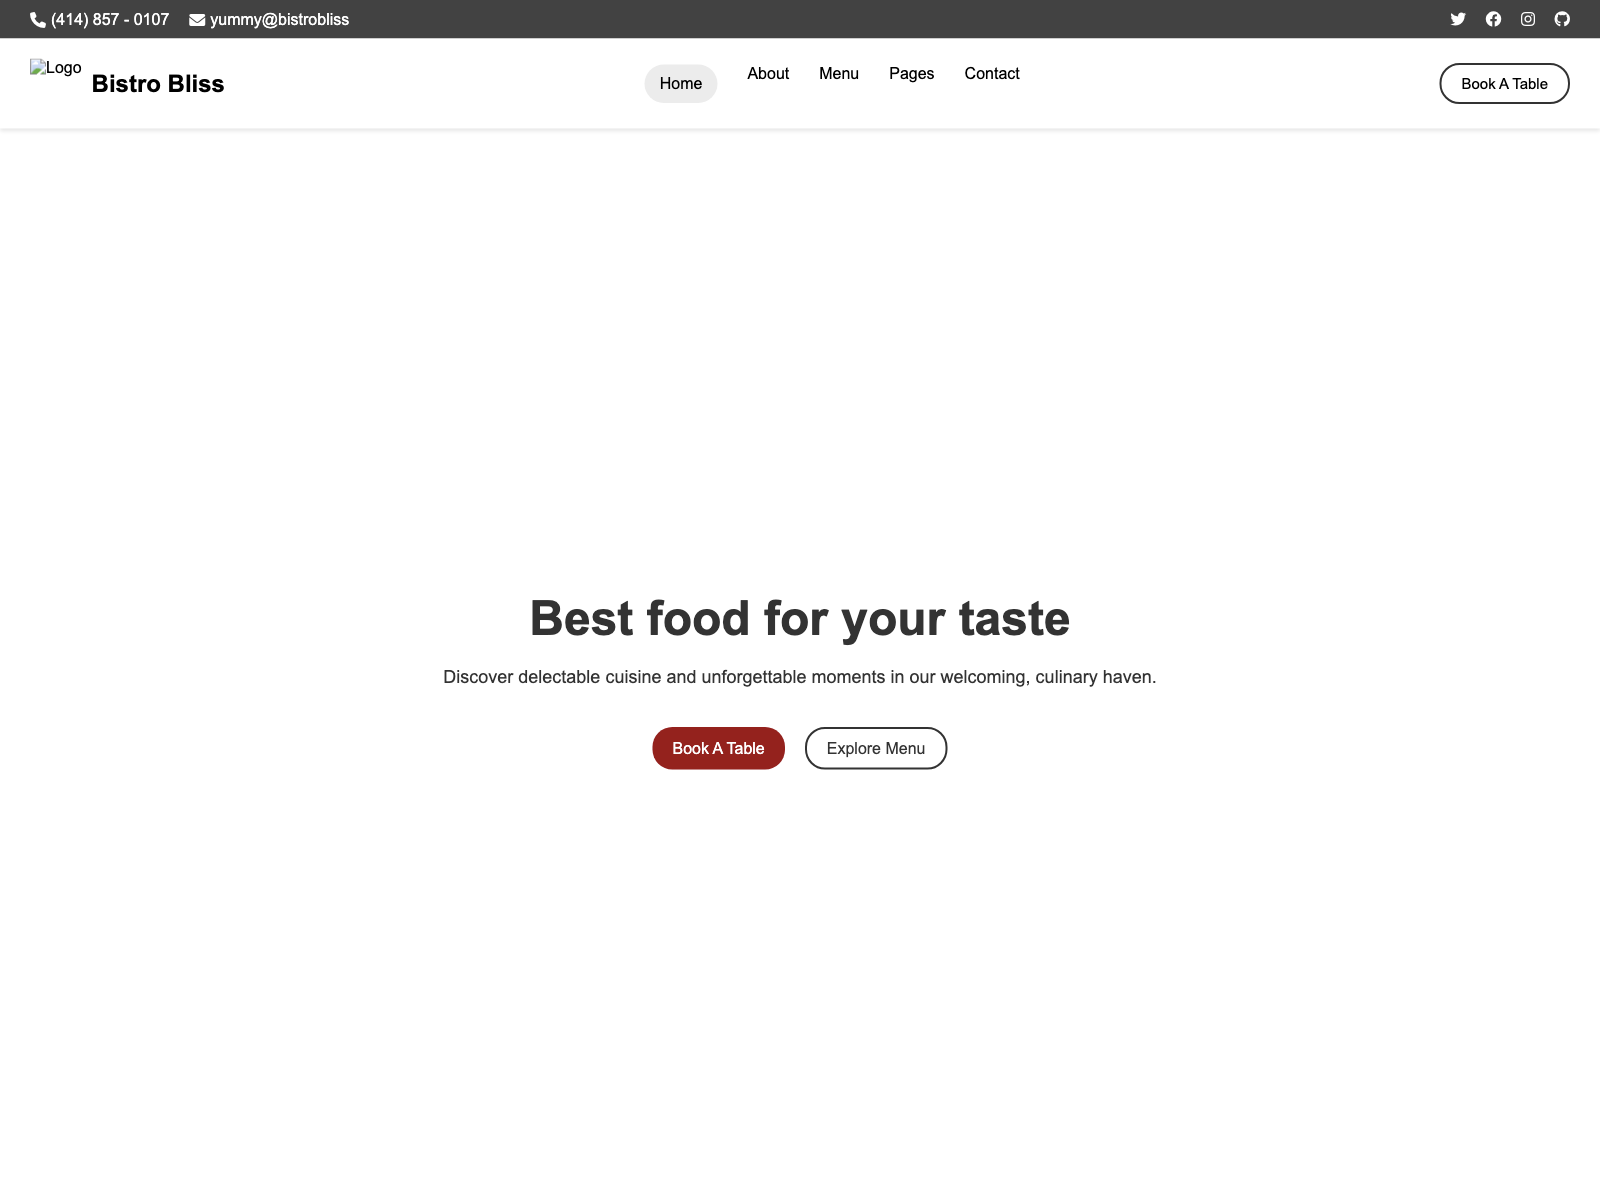 (414) 857 - 0107 yummy@bistrobliss
Logo Bistro Bliss Home About Menu Pages Contact Book A Table
Best food for your taste
Discover delectable cuisine and unforgettable moments in our welcoming, culinary haven.
Book A Table Explore Menu